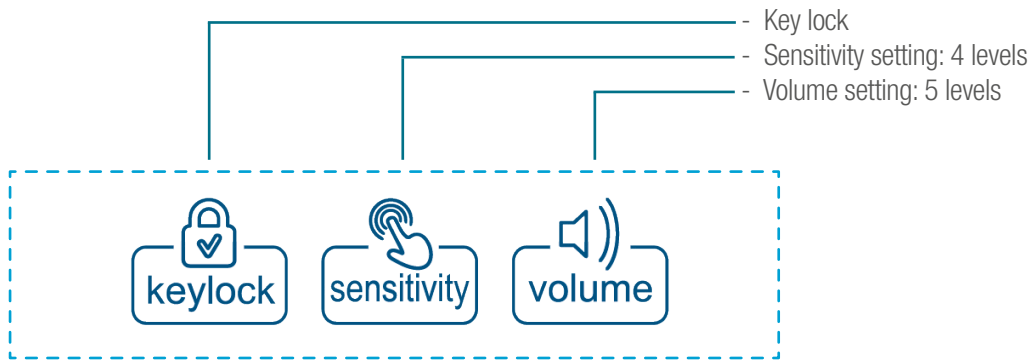 - Key lock
- Sensitivity setting: 4 levels
- Volume setting: 5 levels
keylock
sensitivity
volume